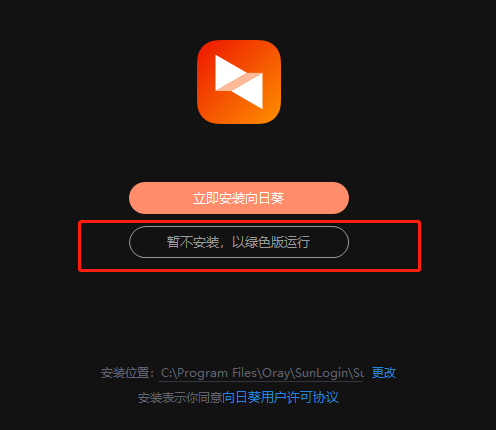 立即安装向日葵
暂不安装，以绿色版运行
安装位置： C:\Program Files\Oray\SunLogin\Su 更改
安装表示你同意向日葵用户许可协议